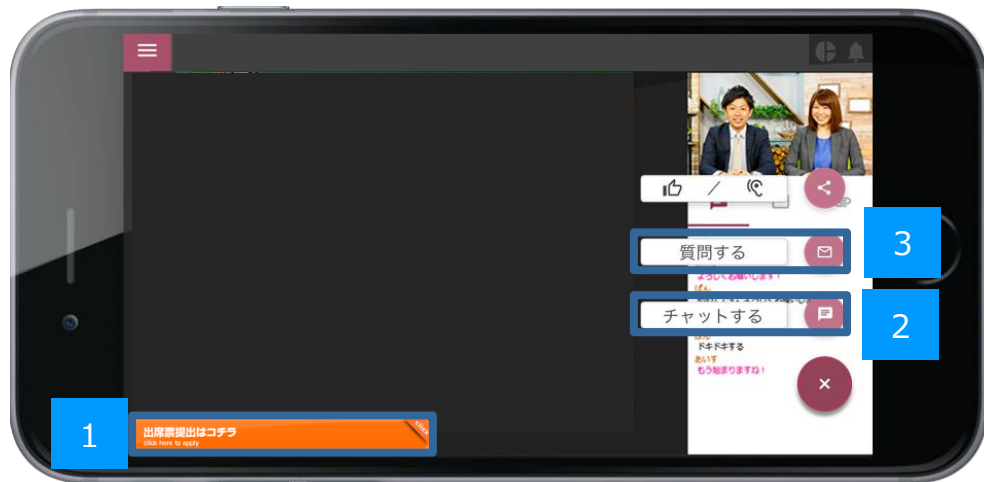 質問する
3
よろしくお願いします！
ぱん
チャットする
2
ドキドキする
あいす
もう始まりますね！
1
出席票提出はコチラ
click here to apply
click